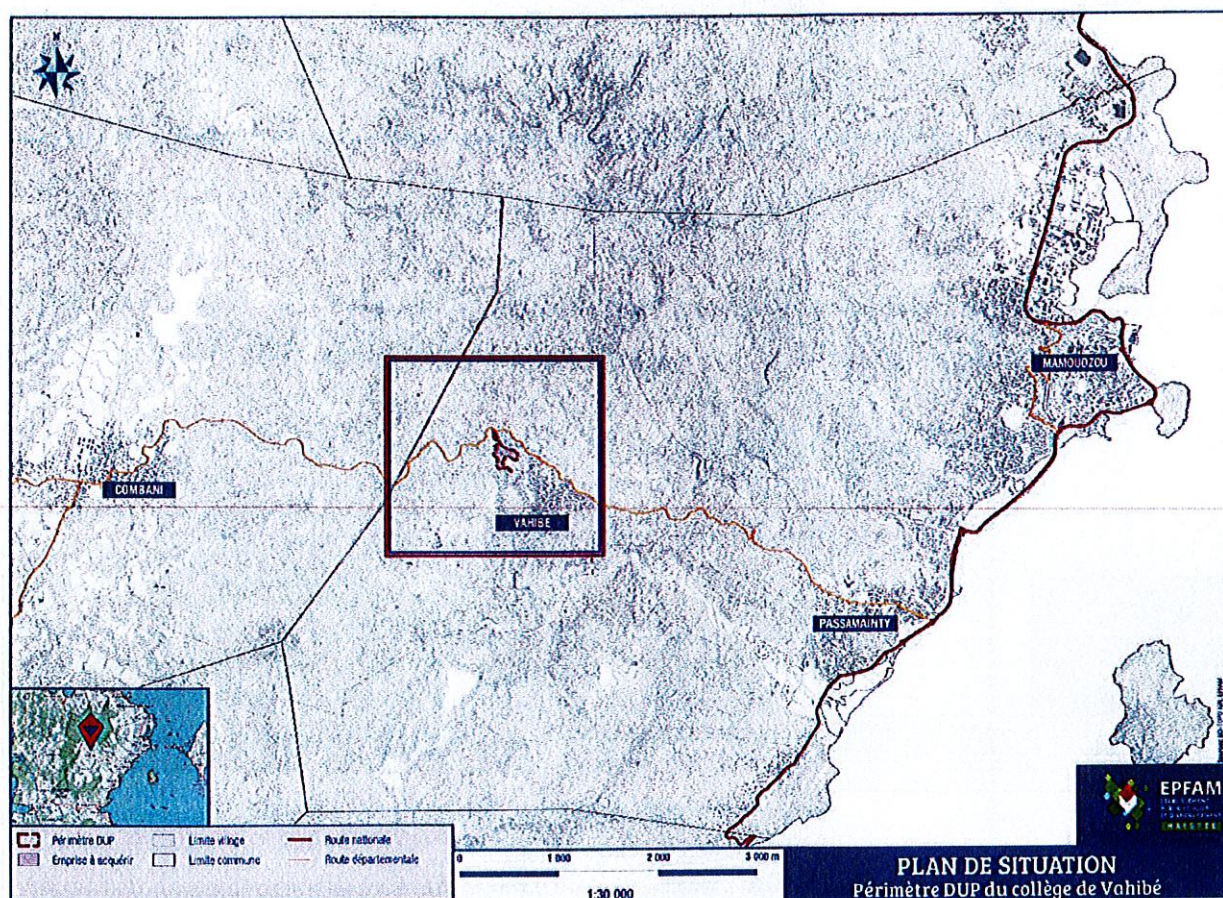 N
MAMOUDZOU
COMBANI
VAHIBE
PASSAMAINTY
EPFAM
MAYOTTE
Périmètre DUP
Limite village
Route nationale
Emprise à acquérir
Limite commune
Route départementale
0 1 000 2 000 3 000 m
1:30 000
PLAN DE SITUATION
Périmètre DUP du collège de Vahibé